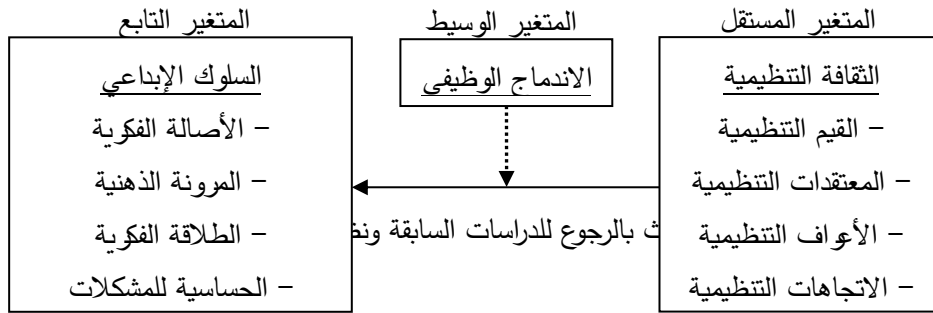 المتغير المستقل
الثقافة التنظيمية
– القيم التنظيمية
– المعتقدات التنظيمية
– الأعراف التنظيمية
– الاتجاهات التنظيمية
المتغير الوسيط
الاندماج الوظيفي
بالرجوع للدراسات السابقة
المتغير التابع
السلوك الإبداعي
– الأصالة الفكرية
– المرونة الذهنية
– الطلاقة الفكرية
– الحساسية للمشكلات